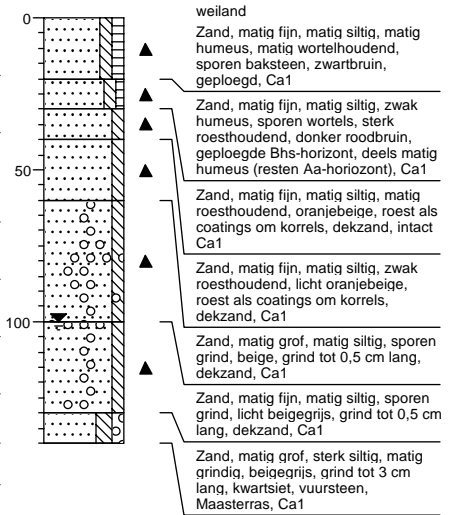 weiland
0
Zand, matig fijn, matig siltig, matig
humeus, matig wortelhoudend,
sporen baksteen, zwartbruin,
geploegd, Ca1
Zand, matig fijn, matig siltig, zwak
humeus, sporen wortels, sterk
roesthoudend, donker roodbruin,
geploegde Bhs-horizont, deels matig
humeus (resten Aa-horiozont), Ca1
50
Zand, matig fijn, matig siltig, matig
roesthoudend, oranjebeige, roest als
coatings om korrels, dekzand, intact
Ca1
Zand, matig fijn, matig siltig, zwak
roesthoudend, licht oranjebeige,
roest als coatings om korrels,
dekzand, Ca1
100
Zand, matig grof, matig siltig, sporen
grind, beige, grind tot 0,5 cm lang,
dekzand, Ca1
Zand, matig fijn, matig siltig, sporen
grind, licht beigegrijs, grind tot 0,5 cm
lang, dekzand, Ca1
Zand, matig grof, sterk siltig, matig
grindig, beigegrijs, grind tot 3 cm
lang, kwartsiet, vuursteen,
Maasterras, Ca1